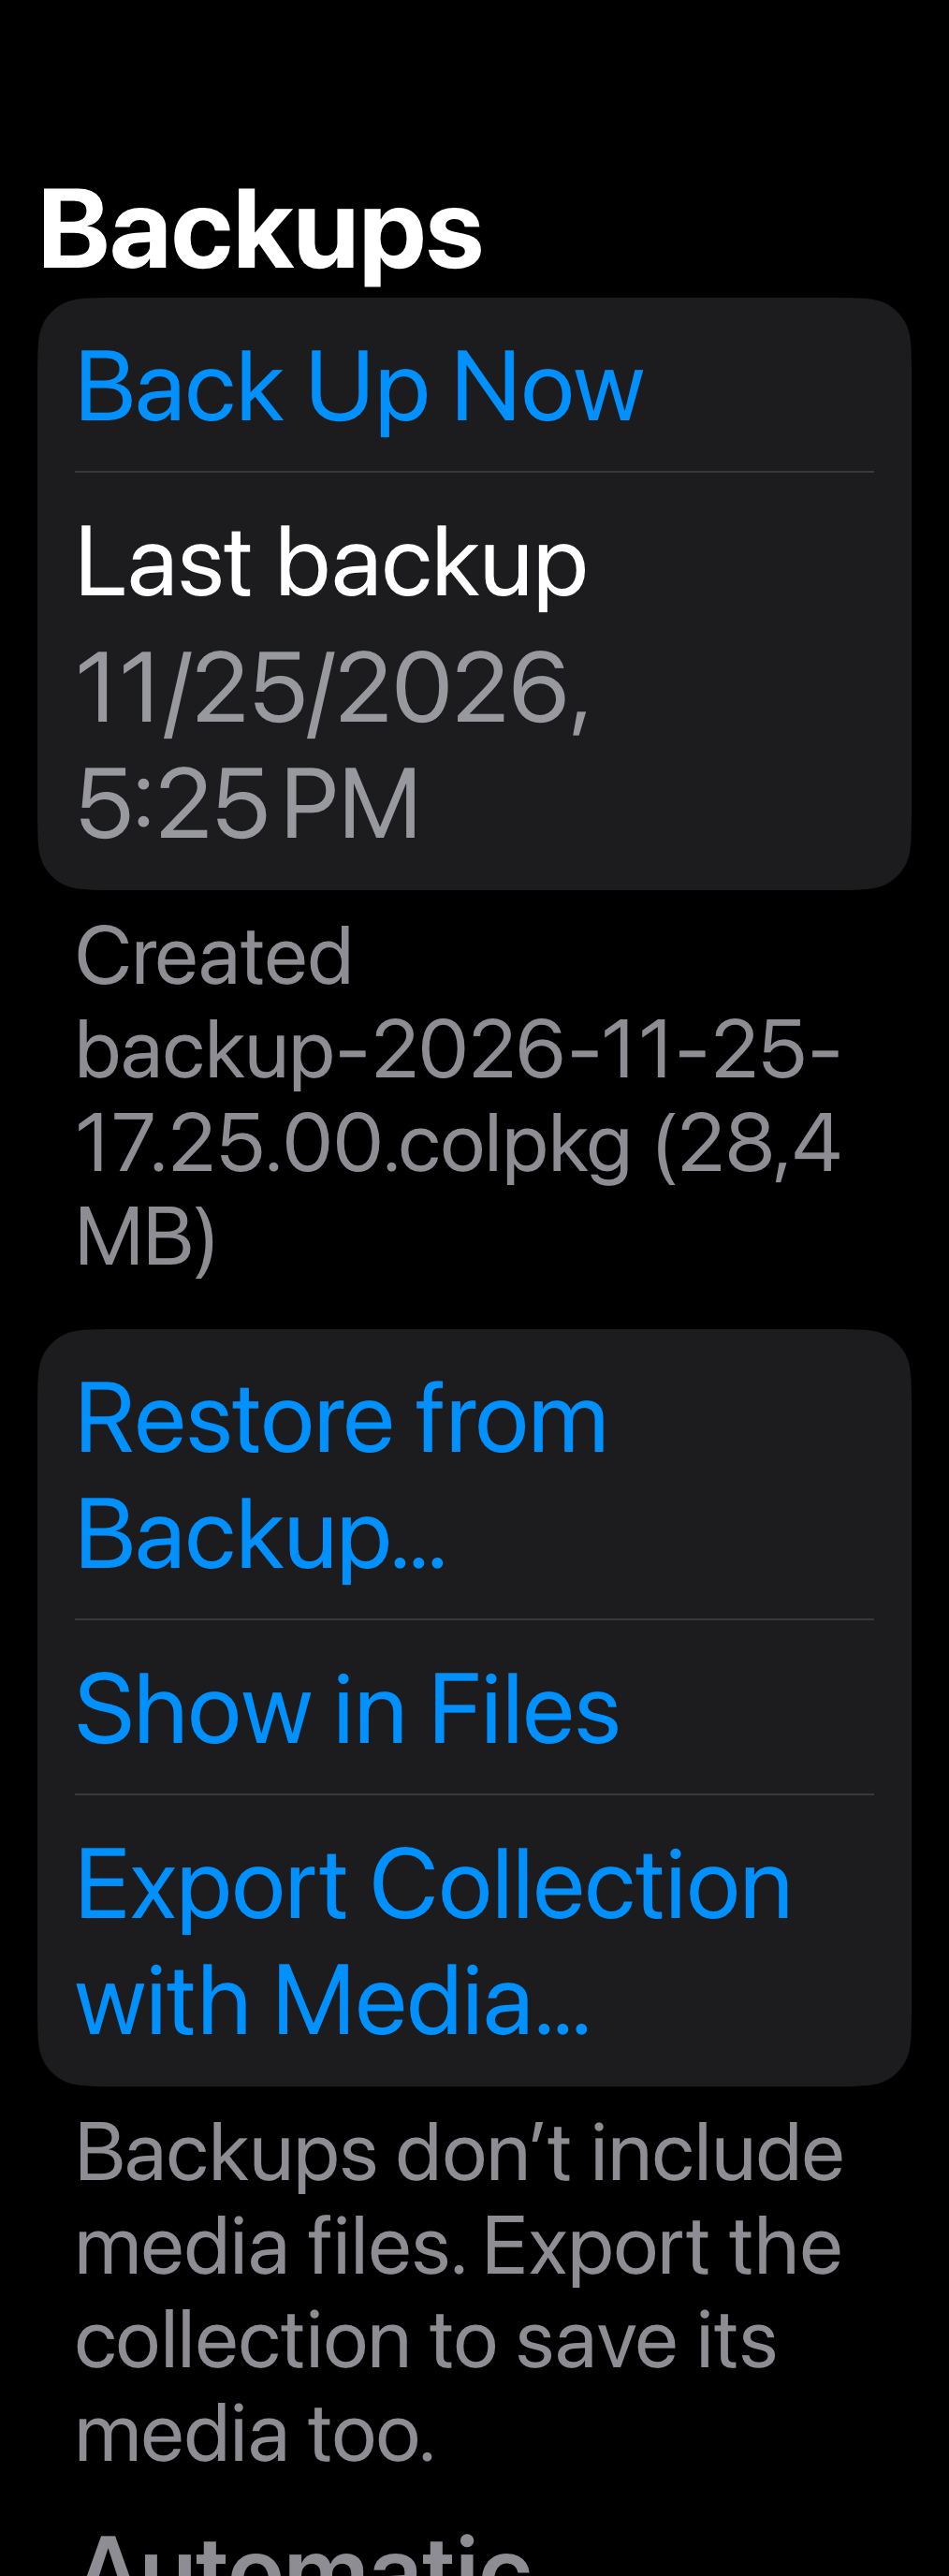 Backups
Back Up Now
Last backup
11/25/2026,
5:25 PM
Created
backup-2026-11-25-
17.25.00.colpkg (28,4
MB)
Restore from
Backup...
Show in Files
Export Collection
with Media...
Backups don’t include
media files. Export the
collection to save its
media too.
Automatic